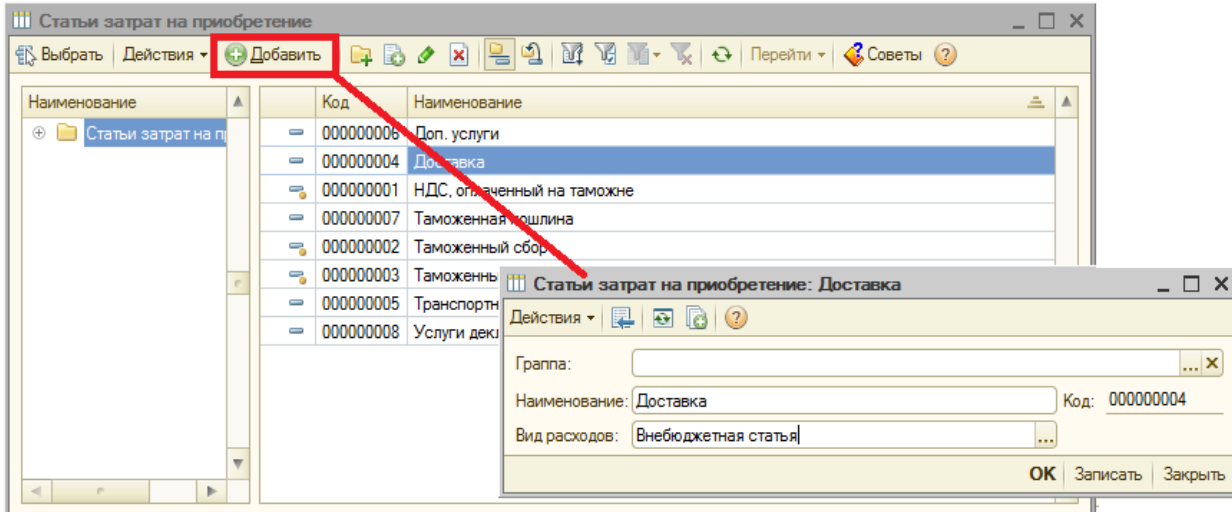 Статьи затрат на приобретение
Выбрать Действия Добавить Перейти Советы
Наименование
Статьи затрат на п
Код Наименование
000000006 Доп. услуги
000000004 Доставка
000000001 НДС, оплаченный на таможне
000000007 Таможенная пошлина
000000002 Таможенный сбор
000000003 Таможенны
000000005 Транспортн
000000008 Услуги декл
Статьи затрат на приобретение: Доставка
Действия
Граппа:
Наименование: Доставка Код: 000000004
Вид расходов: Внебюджетная статья ...
OK Записать Закрыть